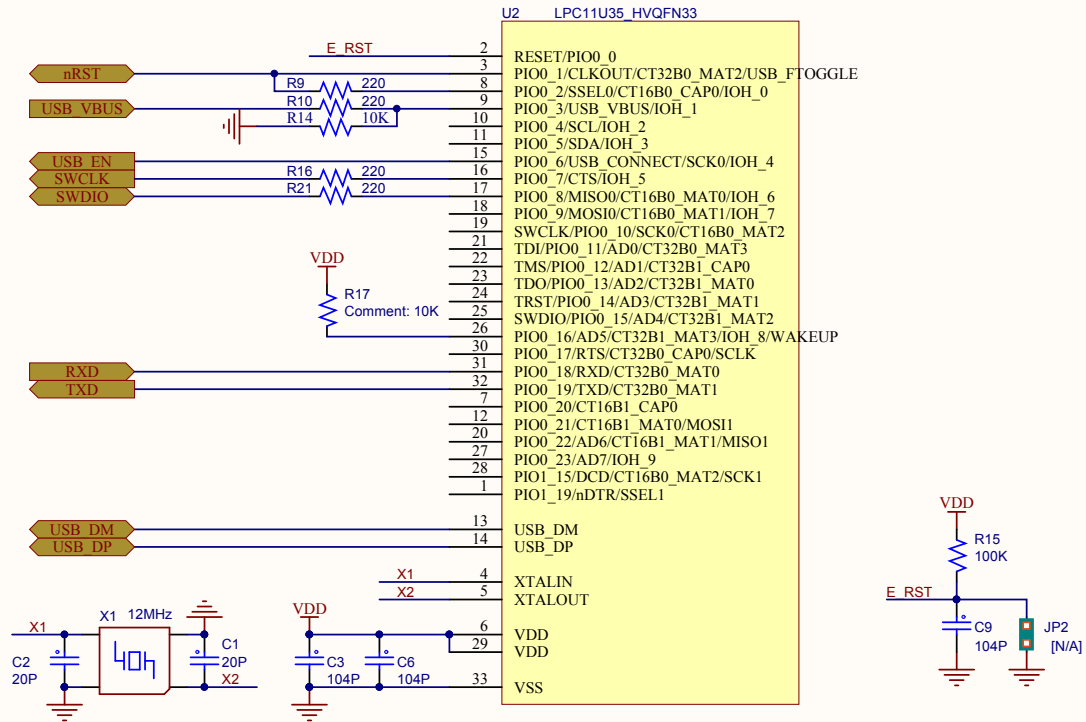 U2 LPC11U35_HVQFN33
E_RST 2 RESET/PIO0_0
nRST 3 PIO0_1/CLKOUT/CT32B0_MAT2/USB_FTOGGLE
R9 220 8 PIO0_2/SSEL0/CT16B0_CAP0/IOH_0
USB_VBUS R10 220 9 PIO0_3/USB_VBUS/IOH_1
R14 10K 10 PIO0_4/SCL/IOH_2
11 PIO0_5/SDA/IOH_3
USB_EN 15 PIO0_6/USB_CONNECT/SCK0/IOH_4
SWCLK R16 220 16 PIO0_7/CTS/IOH_5
SWDIO R21 220 17 PIO0_8/MISO0/CT16B0_MAT0/IOH_6
18 PIO0_9/MOSI0/CT16B0_MAT1/IOH_7
19 SWCLK/PIO0_10/SCK0/CT16B0_MAT2
21 TDI/PIO0_11/AD0/CT32B0_MAT3
VDD 22 TMS/PIO0_12/AD1/CT32B1_CAP0
23 TDO/PIO0_13/AD2/CT32B1_MAT0
R17 24 TRST/PIO0_14/AD3/CT32B1_MAT1
Comment: 10K 25 SWDIO/PIO0_15/AD4/CT32B1_MAT2
26 PIO0_16/AD5/CT32B1_MAT3/IOH_8/WAKEUP
30 PIO0_17/RTS/CT32B0_CAP0/SCLK
RXD 31 PIO0_18/RXD/CT32B0_MAT0
TXD 32 PIO0_19/TXD/CT32B0_MAT1
7 PIO0_20/CT16B1_CAP0
12 PIO0_21/CT16B1_MAT0/MOSI1
20 PIO0_22/AD6/CT16B1_MAT1/MISO1
27 PIO0_23/AD7/IOH_9
28 PIO1_15/DCD/CT16B0_MAT2/SCK1
1 PIO1_19/nDTR/SSEL1
USB_DM 13 USB_DM
USB_DP 14 USB_DP
X1 4 XTALIN
X2 5 XTALOUT
VDD 6 VDD
29 VDD
33 VSS
C3
104P
C6
104P
X1
X1 12MHz
C2
20P
C1
20P
X2
VDD
R15
100K
E_RST
C9
104P
JP2
[N/A]